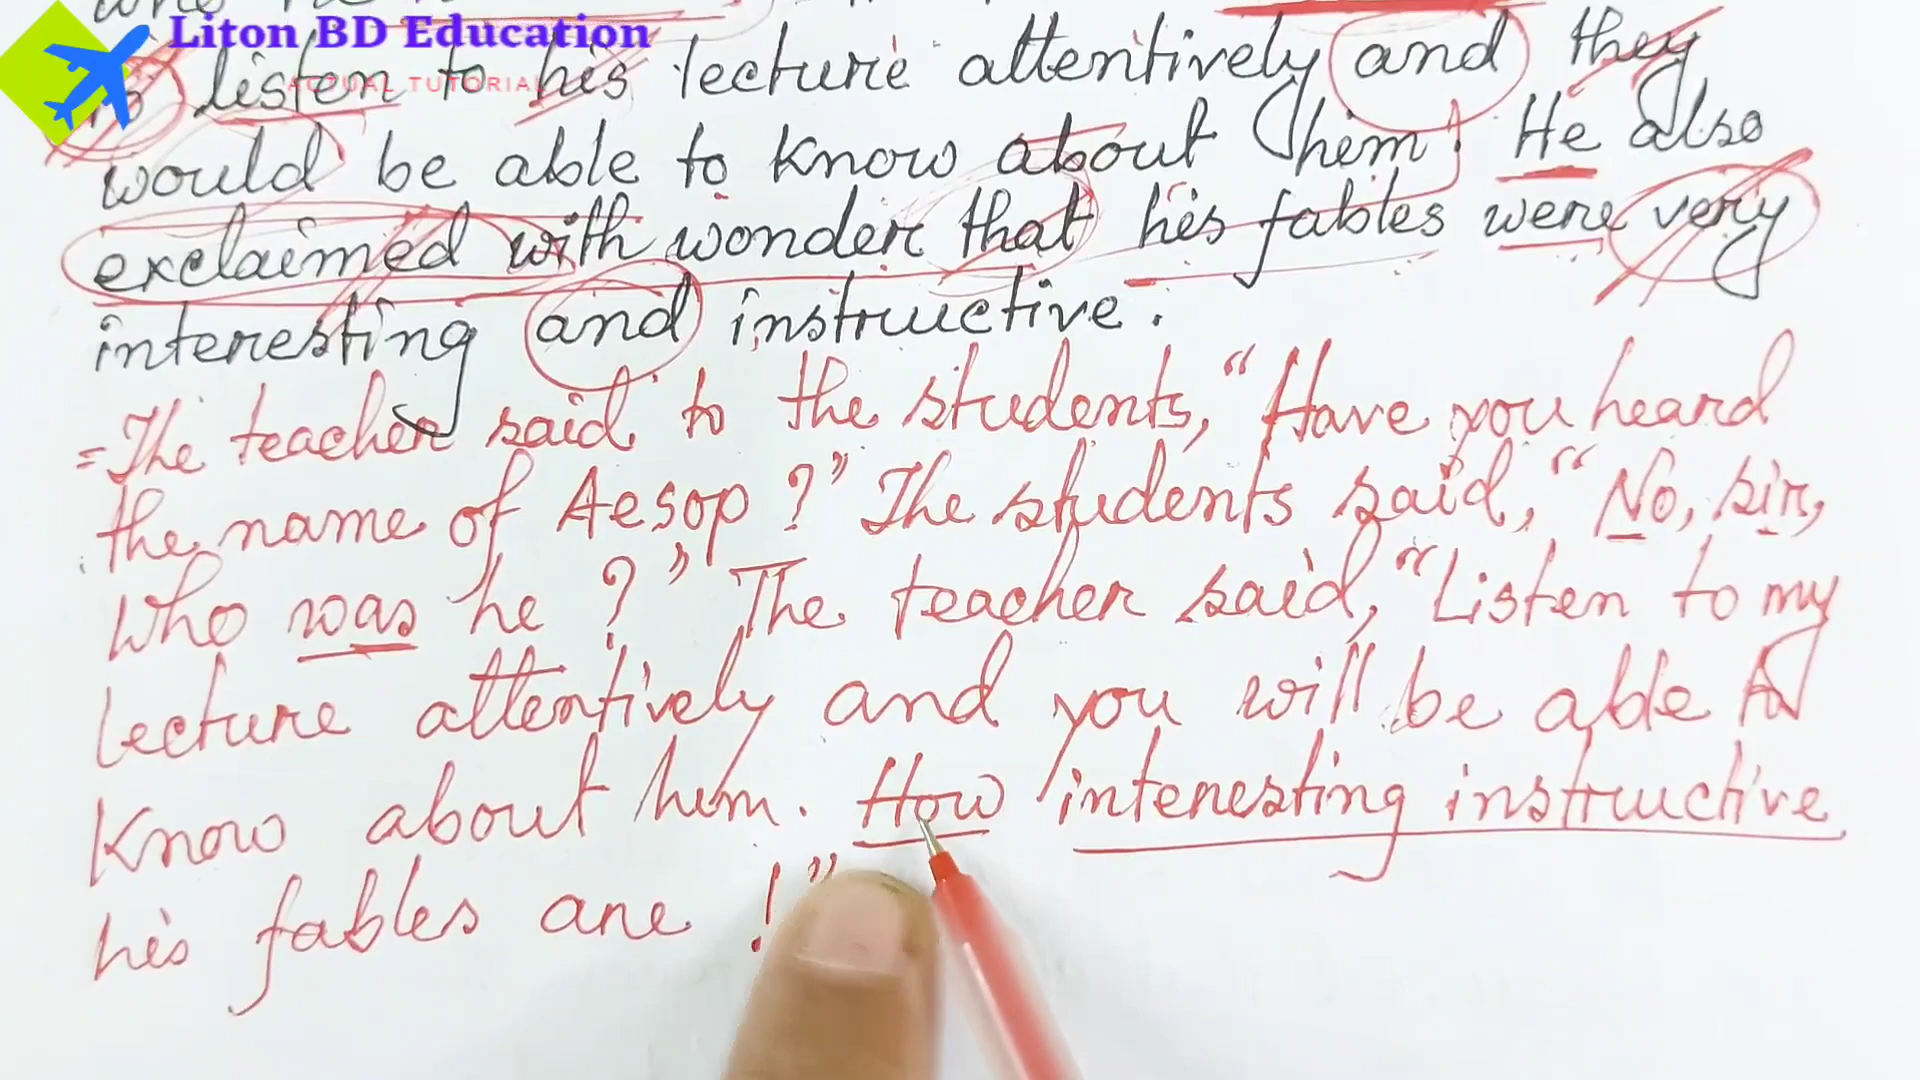 Liton BD Education
ACTUAL TUTORIAL
to listen to his lecture attentively and they
would be able to know about them. He also
exclaimed with wonder that his fables were very
interesting and instructive.
= The teacher said to the students, "Have you heard
the name of Aesop?" The students said, "No, sir,
Who was he?" The teacher said, "Listen to my
lecture attentively and you will be able to
know about him. How interesting instructive
his fables are!"